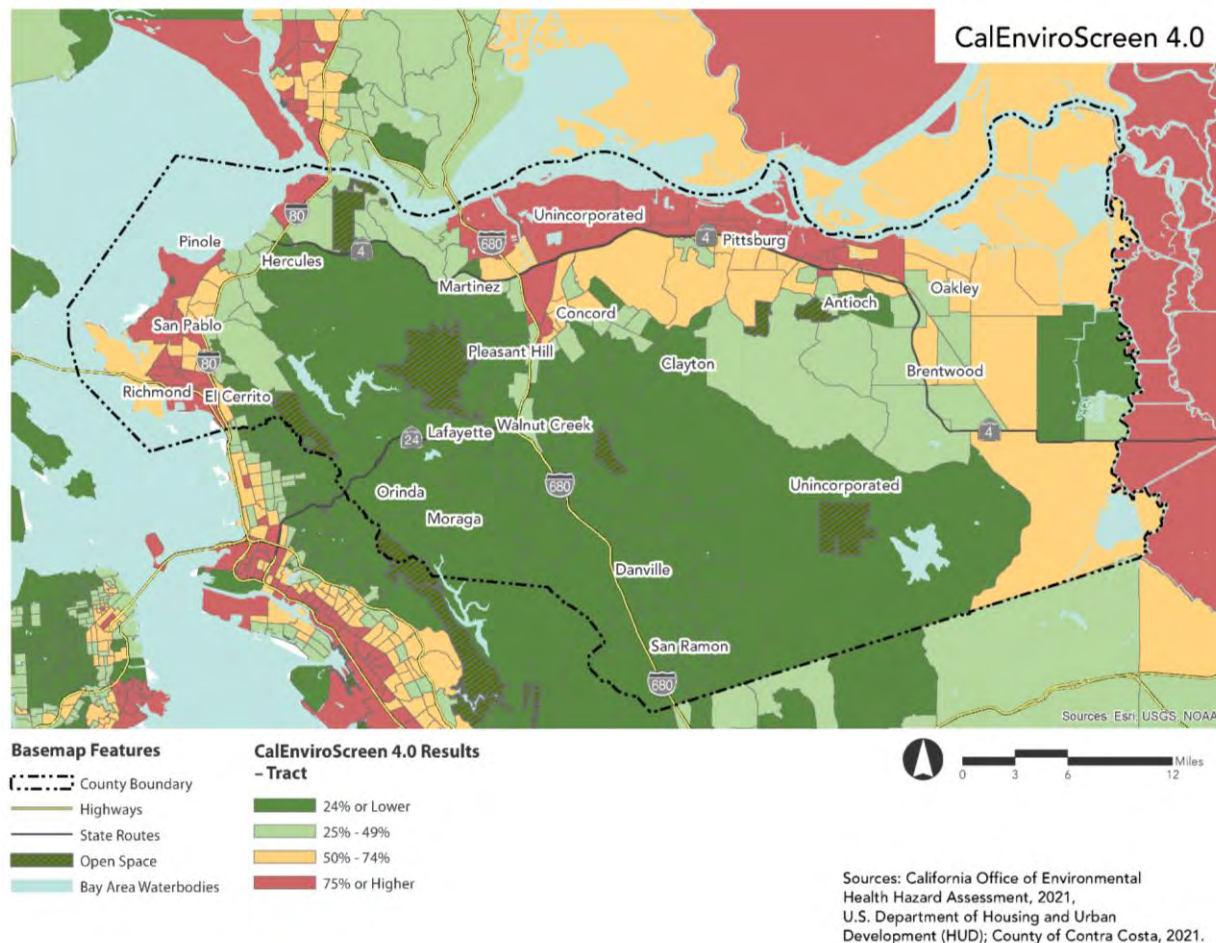 CalEnviroScreen 4.0
80
Unincorporated
Pinole
680
4
Pittsburg
Hercules
4
Martinez
Antioch
Oakley
San Pablo
Concord
80
Pleasant Hill
Clayton
Brentwood
Richmond
El Cerrito
Walnut Creek
4
24
Lafayette
680
Unincorporated
Orinda
Moraga
Danville
San Ramon
680
Sources: Esri, USGS, NOAA
Basemap Features
County Boundary
Highways
State Routes
Open Space
Bay Area Waterbodies
CalEnviroScreen 4.0 Results
– Tract
24% or Lower
25% - 49%
50% - 74%
75% or Higher
Miles
0 3 6 12
Sources: California Office of Environmental
Health Hazard Assessment, 2021,
U.S. Department of Housing and Urban
Development (HUD); County of Contra Costa, 2021.